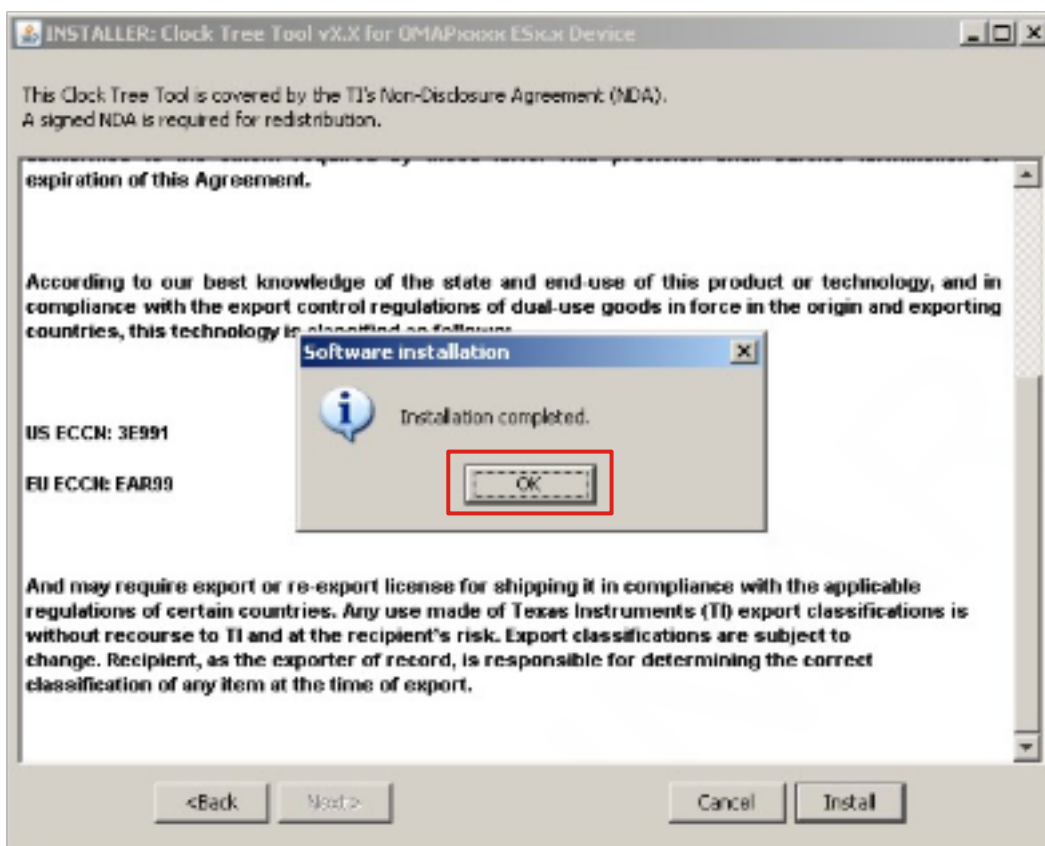 INSTALLER: Clock Tree Tool vX.X for OMAPxxxx ESx.x Device
This Clock Tree Tool is covered by the TI's Non-Disclosure Agreement (NDA).
A signed NDA is required for redistribution.
expiration of this Agreement.
According to our best knowledge of the state and end-use of this product or technology, and in
compliance with the export control regulations of dual-use goods in force in the origin and exporting
countries, this technology is classified as follows:
Software installation
Installation completed.
OK
US ECCN: 3E991
EU ECCN: EAR99
And may require export or re-export license for shipping it in compliance with the applicable
regulations of certain countries. Any use made of Texas Instruments (TI) export classifications is
without recourse to TI and at the recipient's risk. Export classifications are subject to
change. Recipient, as the exporter of record, is responsible for determining the correct
classification of any item at the time of export.
<Back
Next>
Cancel
Install